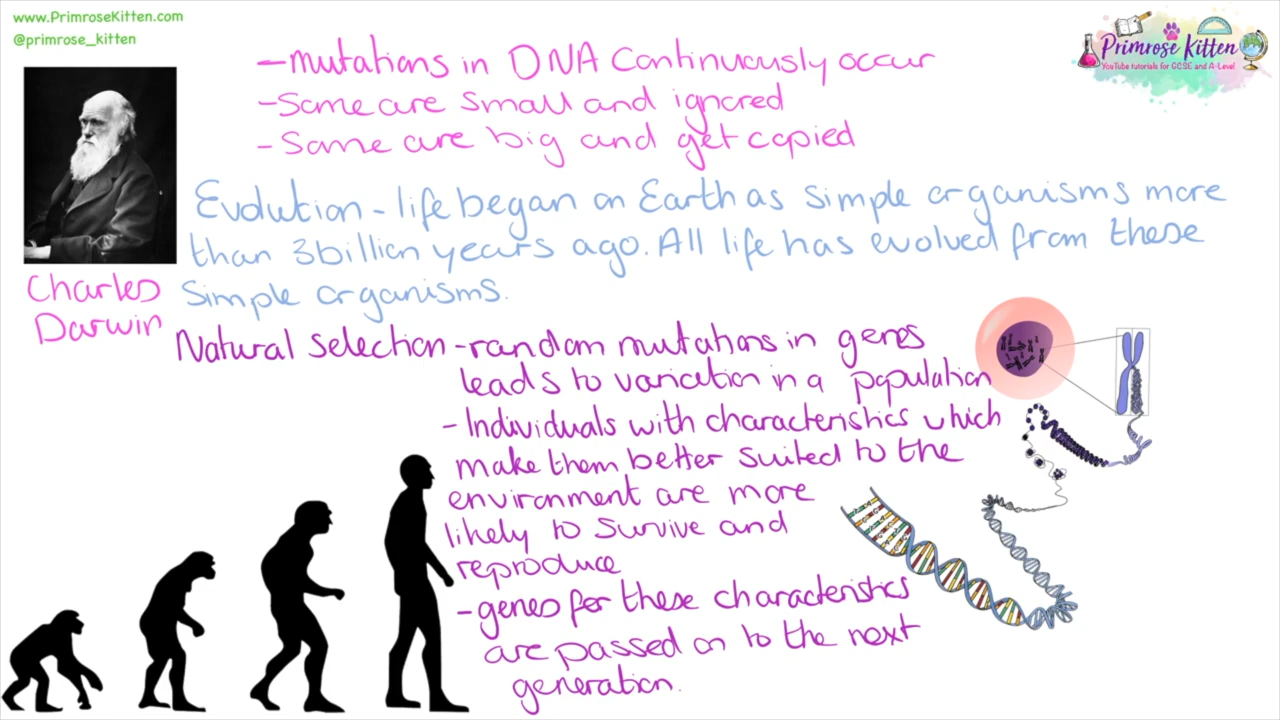 www.PrimroseKitten.com
@primrose_kitten
Primrose Kitten
YouTube tutorials for GCSE and A-Level
- mutations in DNA Continuously occur
- Some are small and ignored
- Some are big and get copied
Charles
Darwin
Evolution - life began on Earth as simple organisms more
than 3 billion years ago. All life has evolved from these
Simple organisms.
Natural Selection - random mutations in genes
leads to variation in a population
- Individuals with characteristics which
make them better suited to the
environment are more
likely to survive and
reproduce
- genes for these characteristics
are passed on to the next
generation.